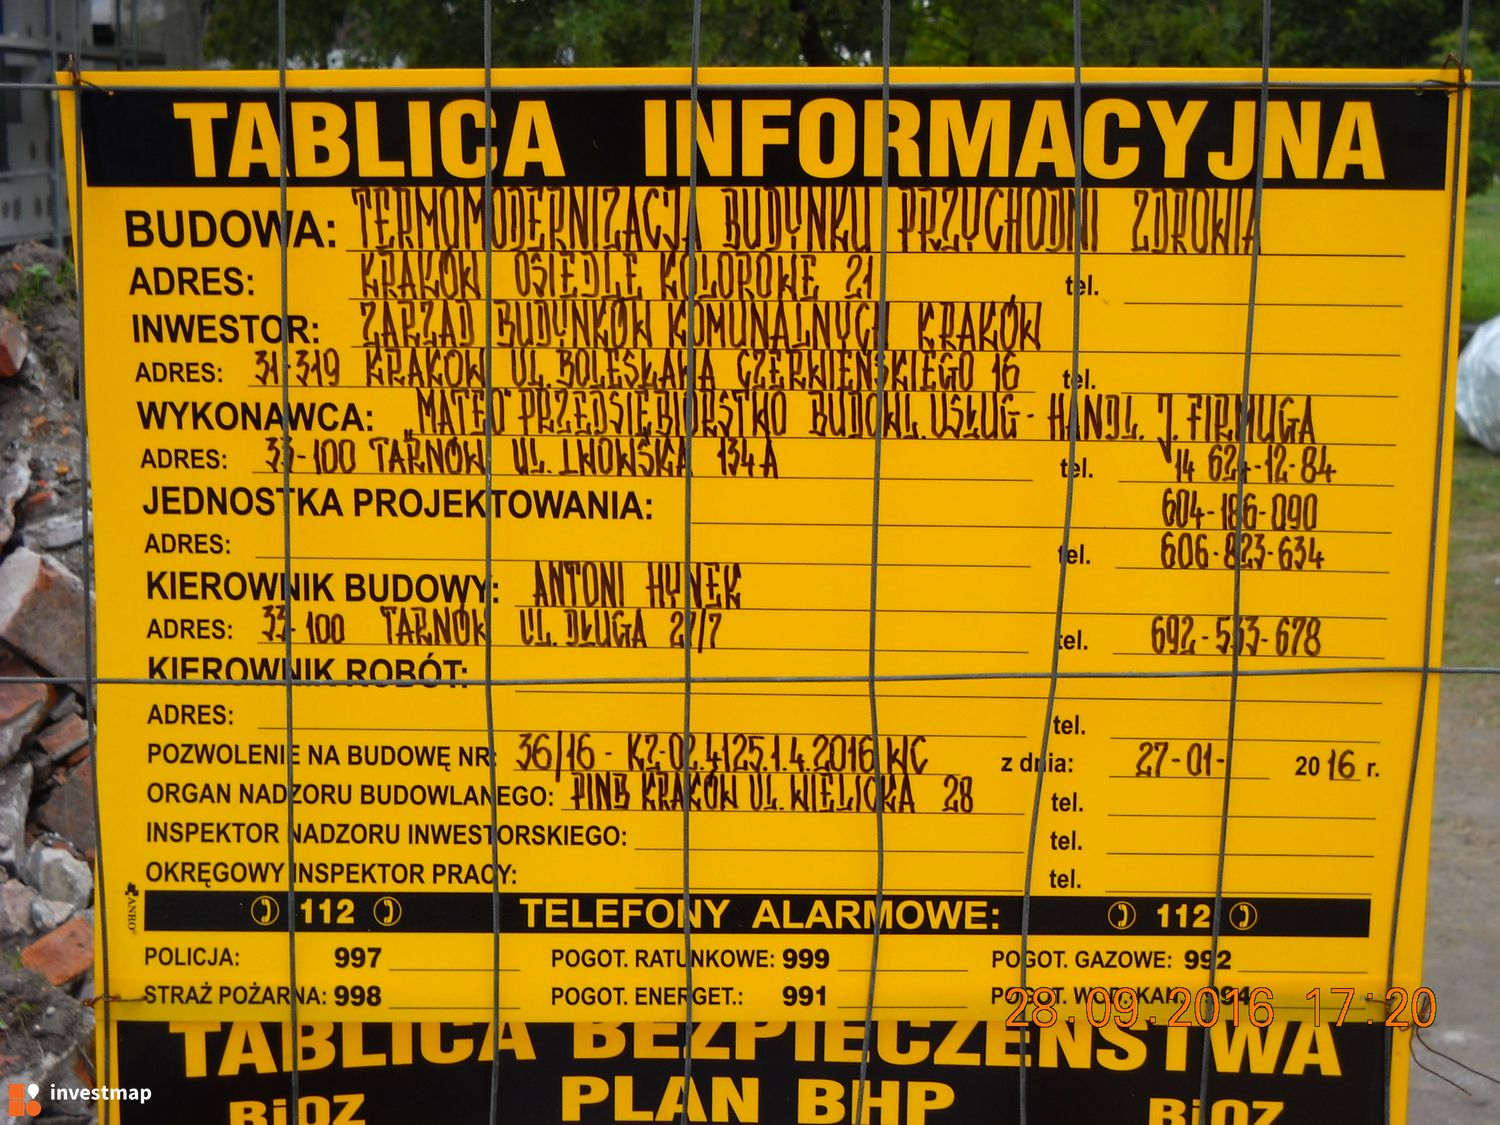 TABLICA INFORMACYJNA
BUDOWA: TERMOMODERNIZACJA BUDYNKU PRZYCHODNI ZDROWIA
ADRES: KRAKÓW OSIEDLE KOLOROWE 21 tel.
INWESTOR: ZARZĄD BUDYNKÓW KOMUNALNYCH KRAKÓW
ADRES: 31-319 KRAKÓW UL. BOLESŁAWA CZERWIEŃSKIEGO 16 tel.
WYKONAWCA: MATEO PRZEDSIĘBIORSTWO BUDOWL. USŁUG - HANDL. J. FIRMUGA
ADRES: 33-100 TARNÓW UL. LWOWSKA 134A tel. 14 624-12-84
JEDNOSTKA PROJEKTOWANIA: 604-186-090
ADRES: tel. 606-823-634
KIEROWNIK BUDOWY: ANTONI HYNEK
ADRES: 33-100 TARNÓW UL. DŁUGA 27/7 tel. 692-533-678
KIEROWNIK ROBÓT:
ADRES: tel.
POZWOLENIE NA BUDOWĘ NR: 36/16 - KZ-02.4125.1.4.2016 KŁC z dnia: 27-01- 2016 r.
ORGAN NADZORU BUDOWLANEGO: PINB KRAKÓW UL. WIELICKA 28 tel.
INSPEKTOR NADZORU INWESTORSKIEGO: tel.
OKRĘGOWY INSPEKTOR PRACY: tel.
ANRO
112 TELEFONY ALARMOWE: 112
POLICJA: 997 POGOT. RATUNKOWE: 999 POGOT. GAZOWE: 992
STRAŻ POŻARNA: 998 POGOT. ENERGET.: 991 POGOT. WOD.-KAN. 994
28.09.2016 17:20
TABLICA BEZPIECZEŃSTWA
BiOZ PLAN BHP BiOZ
investmap